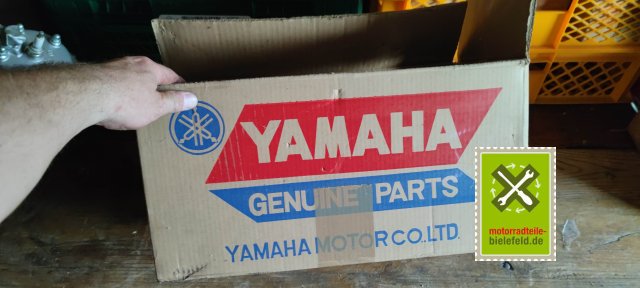 YAMAHA
GENUINE PARTS
YAMAHA MOTOR CO.,LTD.
motorradteile-
bielefeld.de